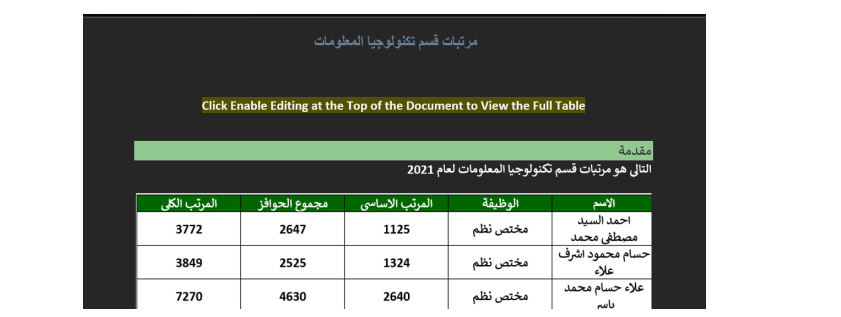 مرتبات قسم تكنولوجيا المعلومات
Click Enable Editing at the Top of the Document to View the Full Table
مقدمة
التالى هو مرتبات قسم تكنولوجيا المعلومات لعام 2021
الاسم الوظيفة المرتب الاساسى مجموع الحوافز المرتب الكلى
احمد السيد
مصطفى محمد مختص نظم 1125 2647 3772
حسام محمود اشرف
علاء مختص نظم 1324 2525 3849
علاء حسام محمد
ياسر مختص نظم 2640 4630 7270